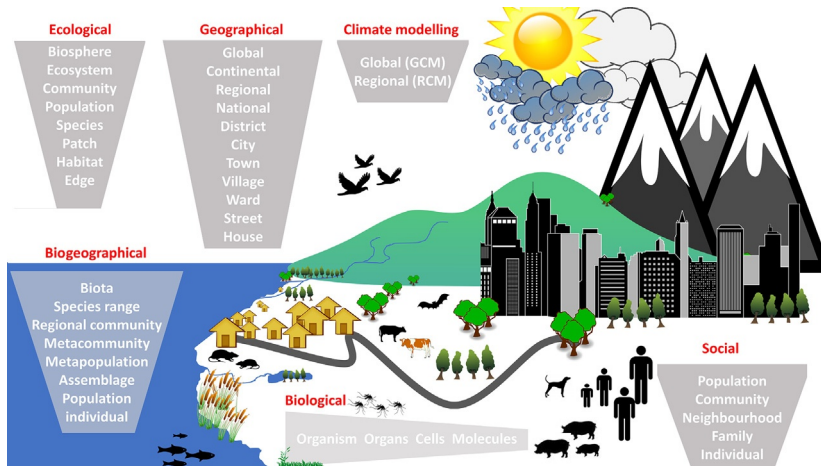 Ecological
Biosphere
Ecosystem
Community
Population
Species
Patch
Habitat
Edge
Geographical
Global
Continental
Regional
National
District
City
Town
Village
Ward
Street
House
Climate modelling
Global (GCM)
Regional (RCM)
Biogeographical
Biota
Species range
Regional community
Metacommunity
Metapopulation
Assemblage
Population
individual
Biological
Organism Organs Cells Molecules
Social
Population
Community
Neighbourhood
Family
Individual